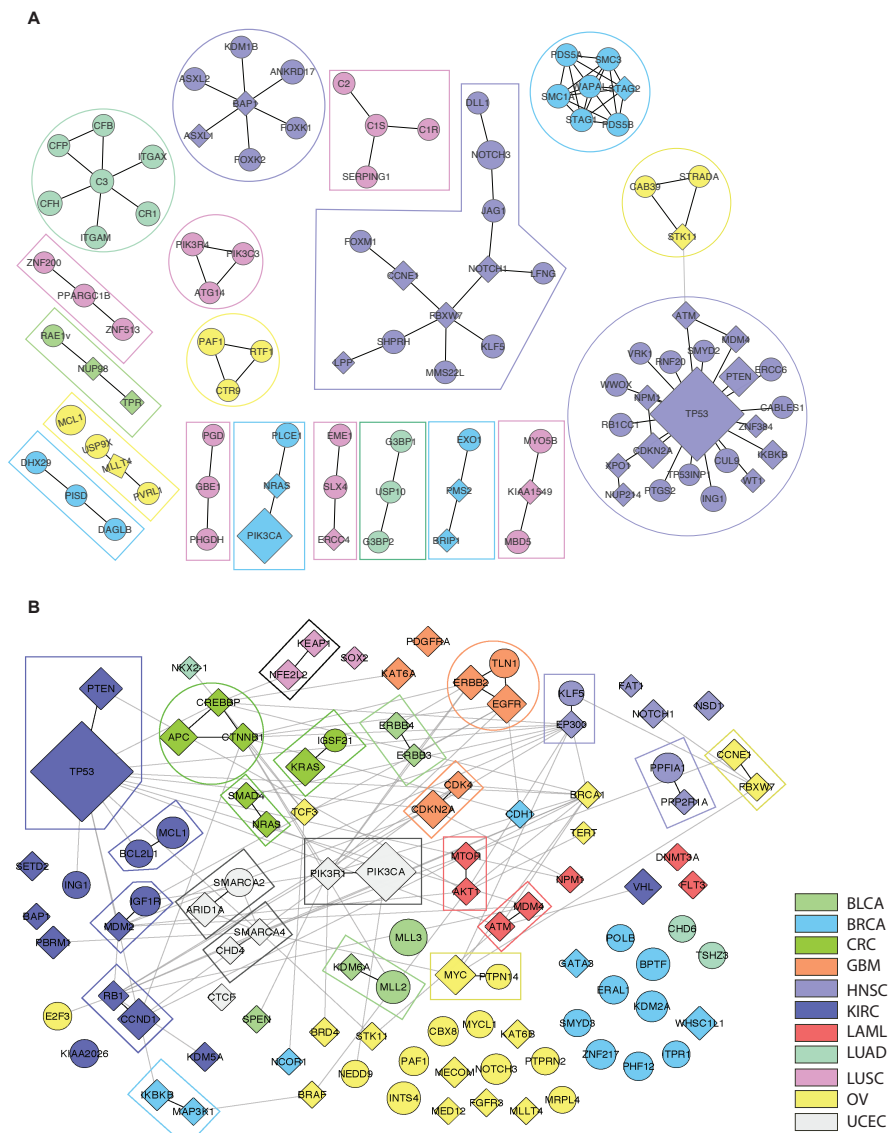 A
KDM1B
ASXL2
ANKRD17
BAP1
ASXL1
FOXK1
FOXK2
C2
C1S
C1R
SERPING1
DLL1
NOTCH3
JAG1
FOXM1
CCNE1
NOTCH1
LFNG
FBXW7
SHPRH
KLF5
LPP
MMS22L
PDS5A
SMC3
WAPAL
STAG2
SMC1A
STAG1
PDS5B
CFB
CFP
ITGAX
C3
CFH
CR1
ITGAM
CAB39
STRADA
STK11
PIK3R4
PIK3C3
ATG14
ZNF200
PPARGC1B
ZNF513
RAE1v
NUP98
TPR
PAF1
RTF1
CTR9
ATM
MDM4
SMYD2
VRK1
RNF20
PTEN
ERCC6
WWOX
NPM1
TP53
CABLES1
RB1CC1
ZNF384
CDKN2A
IKBKB
XPO1
CUL9
TP53INP1
WT1
NUP214
PTGS2
ING1
MCL1
USP9X
MLLT4
PVRL1
DHX29
PISD
DAGLB
PGD
GBE1
PHGDH
PLCE1
NRAS
PIK3CA
EME1
SLX4
ERCC4
G3BP1
USP10
G3BP2
EXO1
PMS2
BRIP1
MYO5B
KIAA1549
MBD5
B
PTEN
TP53
NKX2-1
KEAP1
NFE2L2
SOX2
PDGFRA
KAT6A
TLN1
ERBB2
EGFR
KLF5
EP300
FAT1
NOTCH1
NSD1
CREBBP
APC
CTNNB1
ERBB4
ERBB3
IGSF21
KRAS
CCNE1
FBXW7
PPFIA1
PPP2R1A
SMAD4
NRAS
TCF3
CDK4
CDKN2A
CDH1
BRCA1
TERT
MCL1
BCL2L1
SETD2
ING1
SMARCA2
ARID1A
PIK3R1
PIK3CA
MTOR
AKT1
NPM1
DNMT3A
FLT3
VHL
IGF1R
MDM2
BAP1
PBRM1
SMARCA4
CHD4
MDM4
ATM
MLL3
KDM6A
MLL2
MYC
PTPN14
CHD6
TSHZ3
POLB
BPTF
GATA3
ERAL1
KDM2A
SMYD3
WHSC1L1
ZNF217
PHF12
ITPR1
RB1
CCND1
E2F3
KIAA2026
KDM5A
CTCF
SPEN
NCOR1
BRD4
STK11
NEDD9
BRAF
IKBKB
MAP3K1
CBX8
MYCL1
KAT6B
PAF1
MECOM
NOTCH3
PTPRN2
INTS4
MED12
FGFR3
MLLT4
MRPL4
BLCA
BRCA
CRC
GBM
HNSC
KIRC
LAML
LUAD
LUSC
OV
UCEC